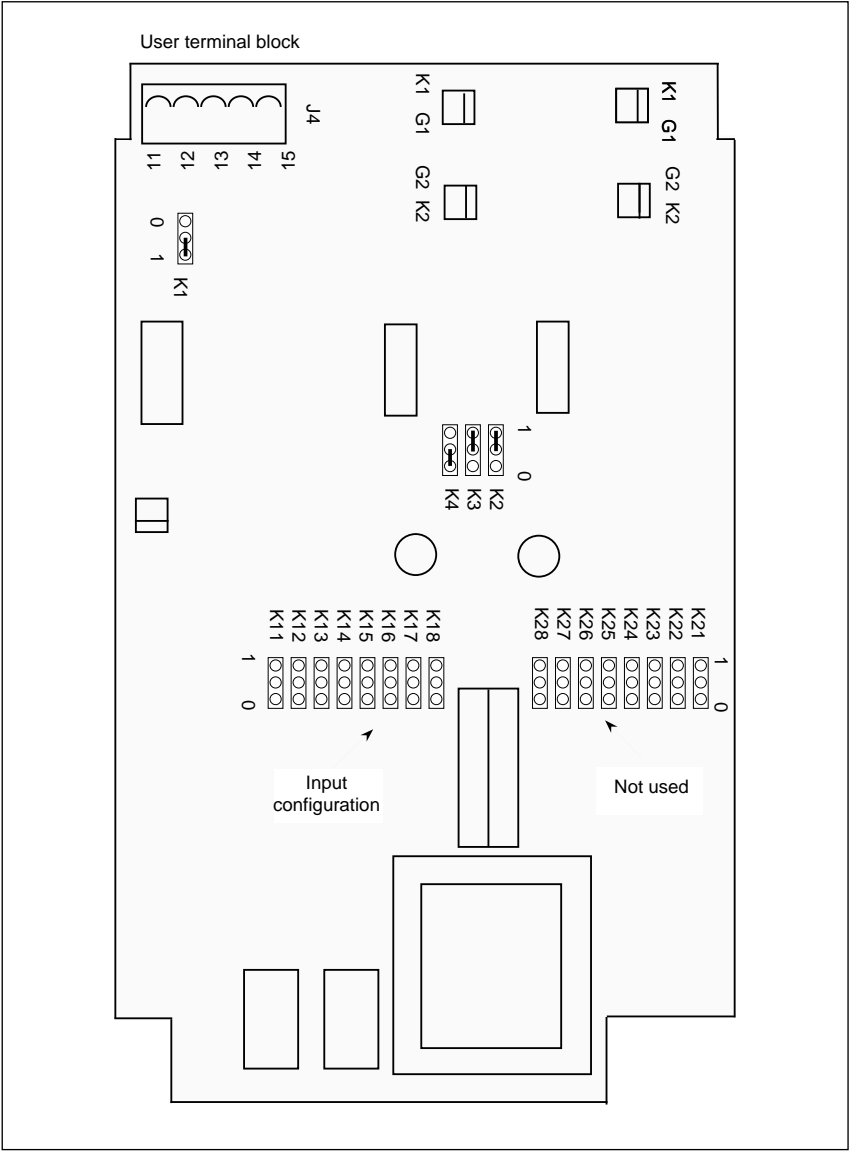 User terminal block
J4
11 12 13 14 15
K1 G1
K1 G1
G2 K2
G2 K2
0
1
K1
1
0
K4 K3 K2
K11 K12 K13 K14 K15 K16 K17 K18
1
0
K28 K27 K26 K25 K24 K23 K22 K21
1
0
Input
configuration
Not used